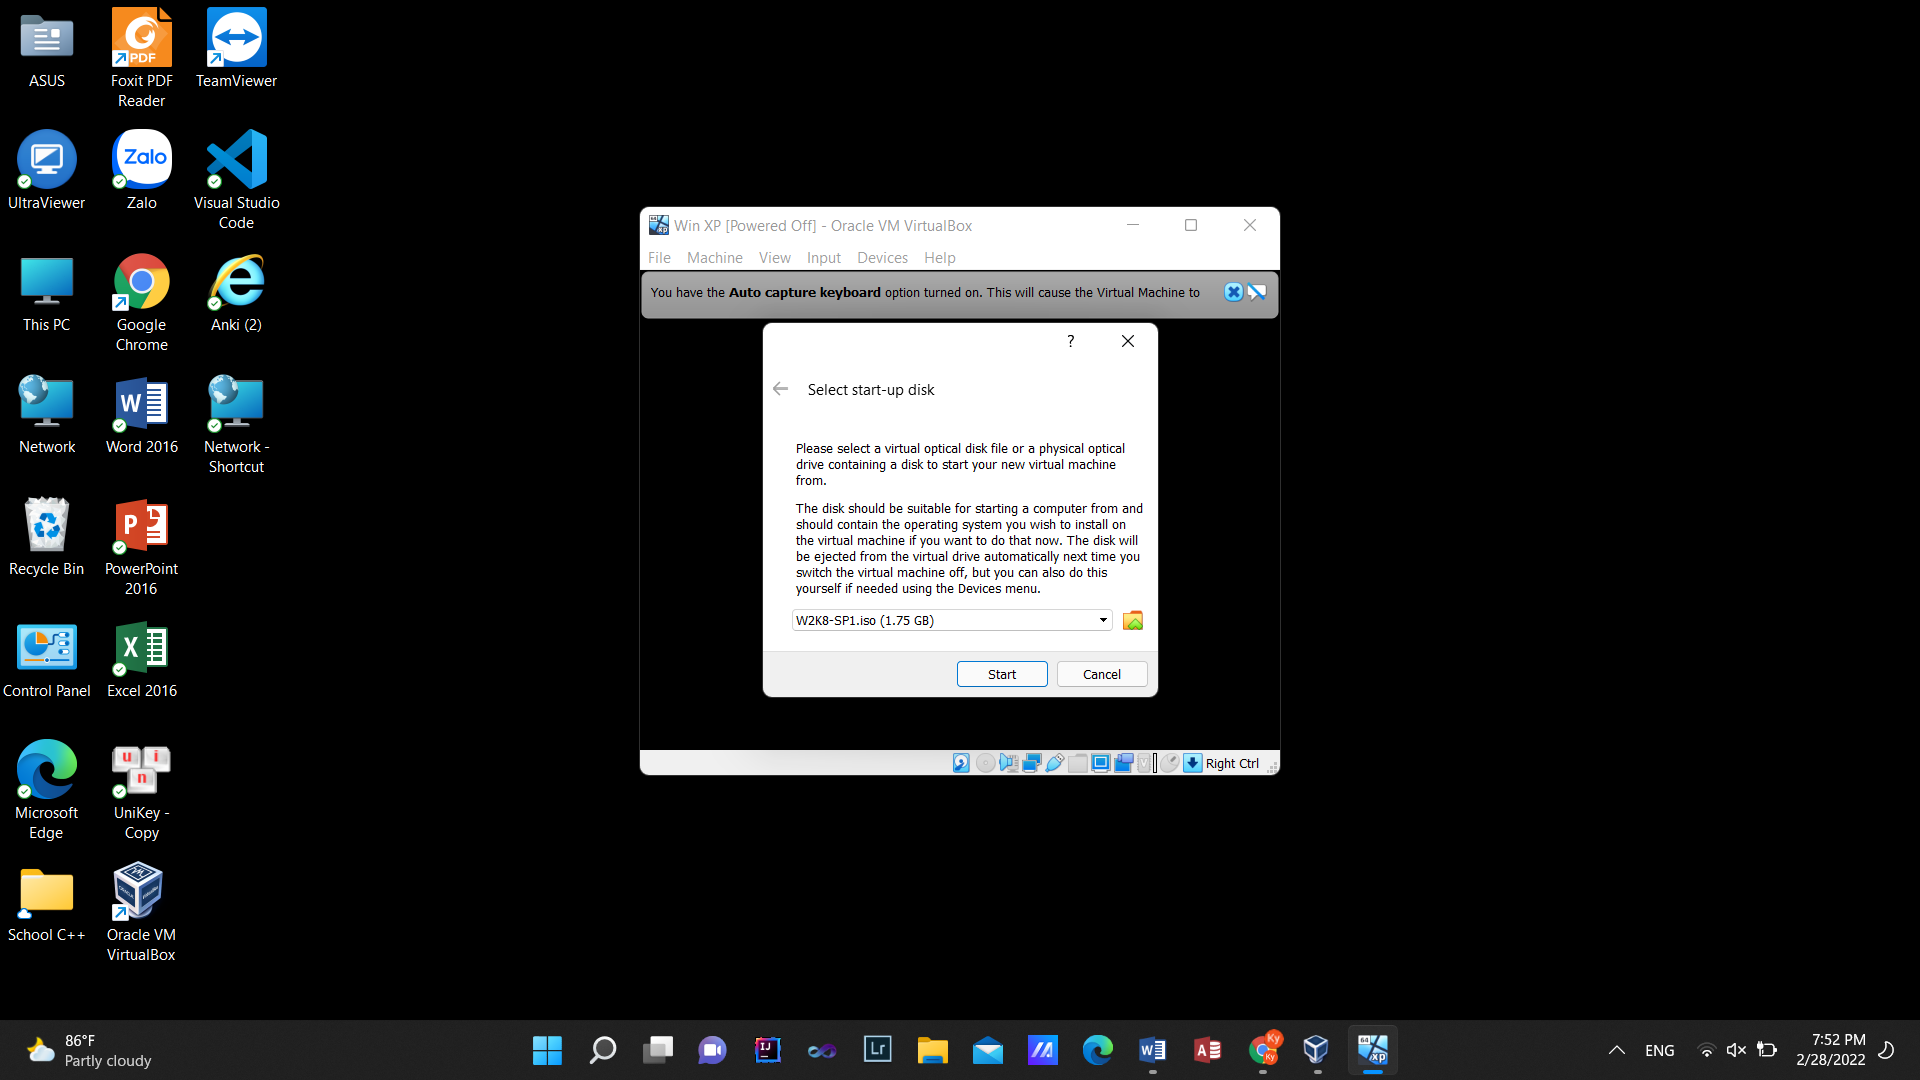 ASUS
Foxit PDF
Reader
TeamViewer
UltraViewer
Zalo
Zalo
Visual Studio
Code
This PC
Google
Chrome
Anki (2)
Network
Word 2016
Network -
Shortcut
Recycle Bin
PowerPoint
2016
Control Panel
Excel 2016
Microsoft
Edge
UniKey -
Copy
School C++
Oracle VM
VirtualBox
Win XP [Powered Off] - Oracle VM VirtualBox
File Machine View Input Devices Help
You have the Auto capture keyboard option turned on. This will cause the Virtual Machine to
?
Select start-up disk
Please select a virtual optical disk file or a physical optical
drive containing a disk to start your new virtual machine
from.
The disk should be suitable for starting a computer from and
should contain the operating system you wish to install on
the virtual machine if you want to do that now. The disk will
be ejected from the virtual drive automatically next time you
switch the virtual machine off, but you can also do this
yourself if needed using the Devices menu.
W2K8-SP1.iso (1.75 GB)
Start Cancel
Right Ctrl
86°F
Partly cloudy
ENG
7:52 PM
2/28/2022